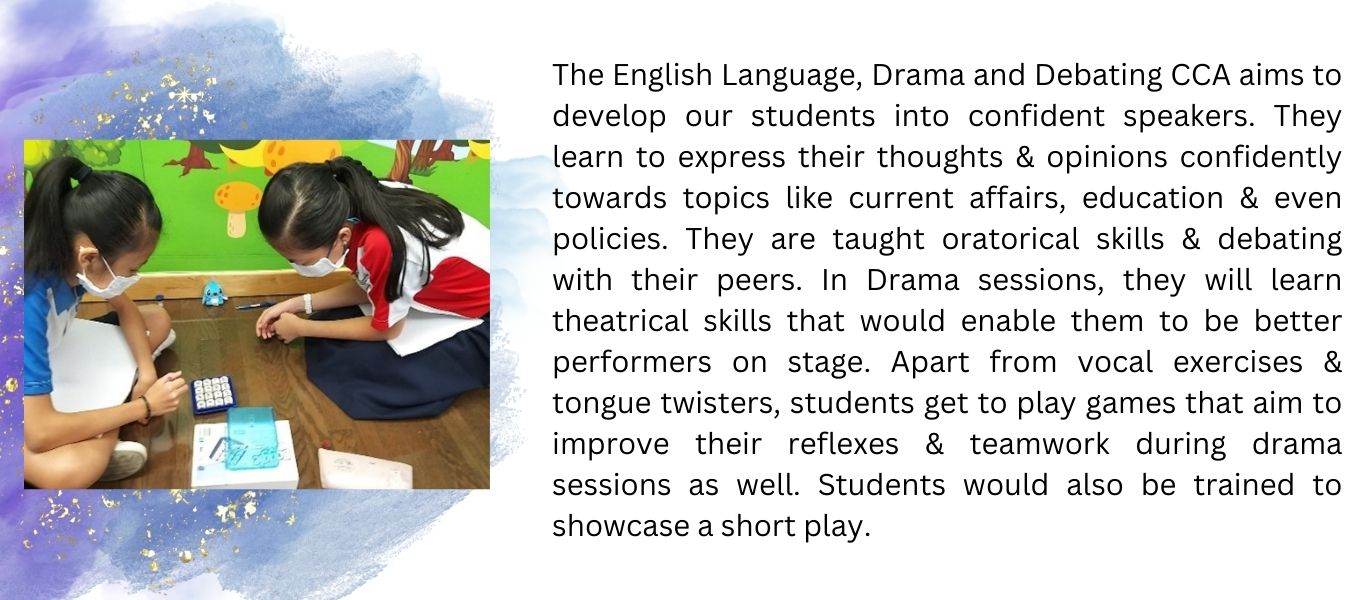 The English Language, Drama and Debating CCA aims to
develop our students into confident speakers. They
learn to express their thoughts & opinions confidently
towards topics like current affairs, education & even
policies. They are taught oratorical skills & debating
with their peers. In Drama sessions, they will learn
theatrical skills that would enable them to be better
performers on stage. Apart from vocal exercises &
tongue twisters, students get to play games that aim to
improve their reflexes & teamwork during drama
sessions as well. Students would also be trained to
showcase a short play.